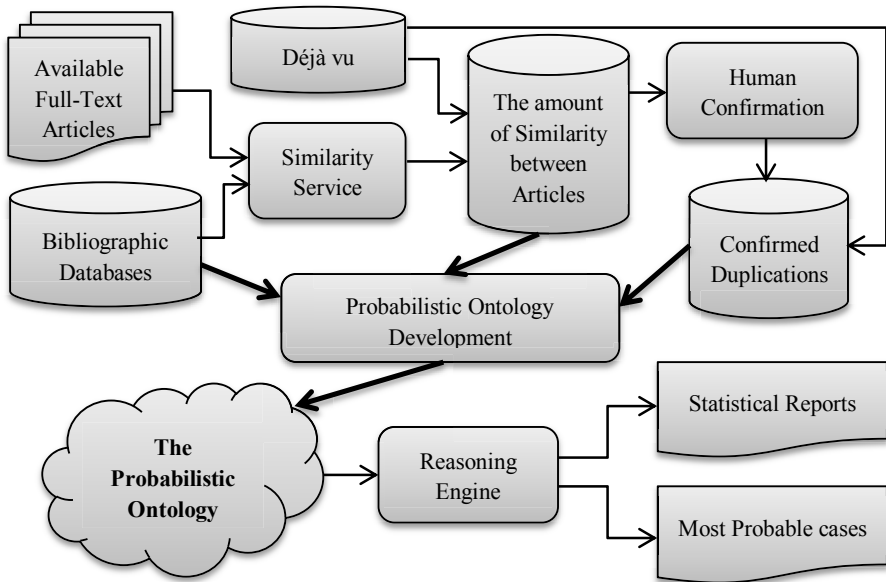 Available
Full-Text
Articles
Déjà vu
The amount
of Similarity
between
Articles
Human
Confirmation
Similarity
Service
Bibliographic
Databases
Confirmed
Duplications
Probabilistic Ontology
Development
The
Probabilistic
Ontology
Reasoning
Engine
Statistical Reports
Most Probable cases